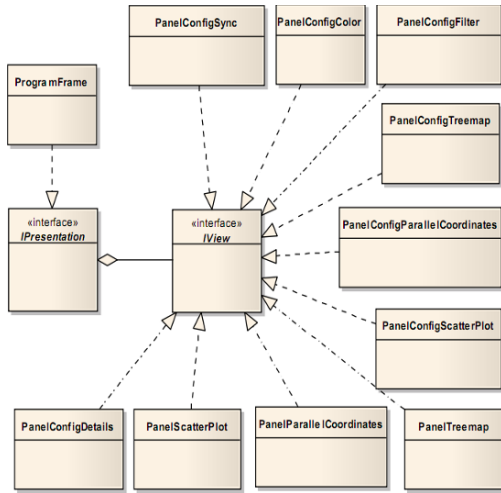 PanelConfigSync
PanelConfigColor
PanelConfigFilter
ProgramFrame
PanelConfigTreemap
«interface»
IPresentation
«interface»
IView
PanelConfigParallelCoordinates
PanelConfigScatterPlot
PanelConfigDetails
PanelScatterPlot
PanelParallelCoordinates
PanelTreemap